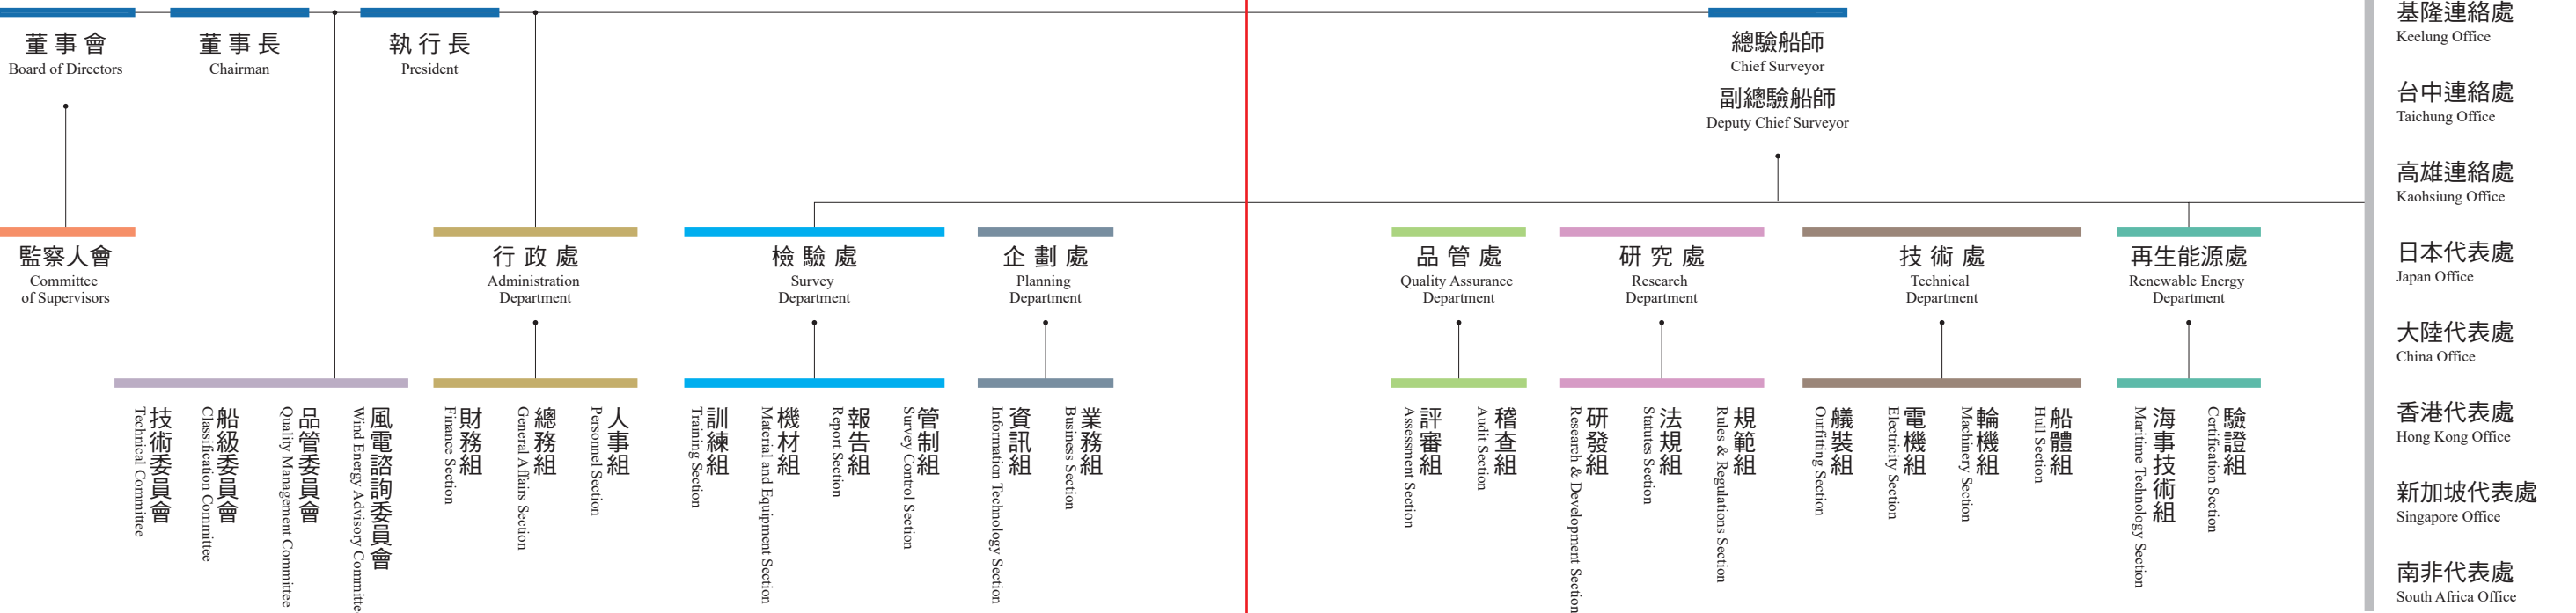 董事會
Board of Directors
董事長
Chairman
執行長
President
總驗船師
Chief Surveyor
副總驗船師
Deputy Chief Surveyor
監察人會
Committee
of Supervisors
行政處
Administration
Department
檢驗處
Survey
Department
企劃處
Planning
Department
品管處
Quality Assurance
Department
研究處
Research
Department
技術處
Technical
Department
再生能源處
Renewable Energy
Department
技術委員會
Technical Committee
船級委員會
Classification Committee
品管委員會
Quality Management Committee
風電諮詢委員會
Wind Energy Advisory Committe
財務組
Finance Section
總務組
General Affairs Section
人事組
Personnel Section
訓練組
Training Section
機材組
Material and Equipment Section
報告組
Report Section
管制組
Survey Control Section
資訊組
Information Technology Section
業務組
Business Section
評審組
Assessment Section
稽查組
Audit Section
研發組
Research & Development Section
法規組
Statutes Section
規範組
Rules & Regulations Section
艤裝組
Outfitting Section
電機組
Electricity Section
輪機組
Machinery Section
船體組
Hull Section
海事技術組
Maritime Technology Section
驗證組
Certification Section
基隆連絡處
Keelung Office
台中連絡處
Taichung Office
高雄連絡處
Kaohsiung Office
日本代表處
Japan Office
大陸代表處
China Office
香港代表處
Hong Kong Office
新加坡代表處
Singapore Office
南非代表處
South Africa Office